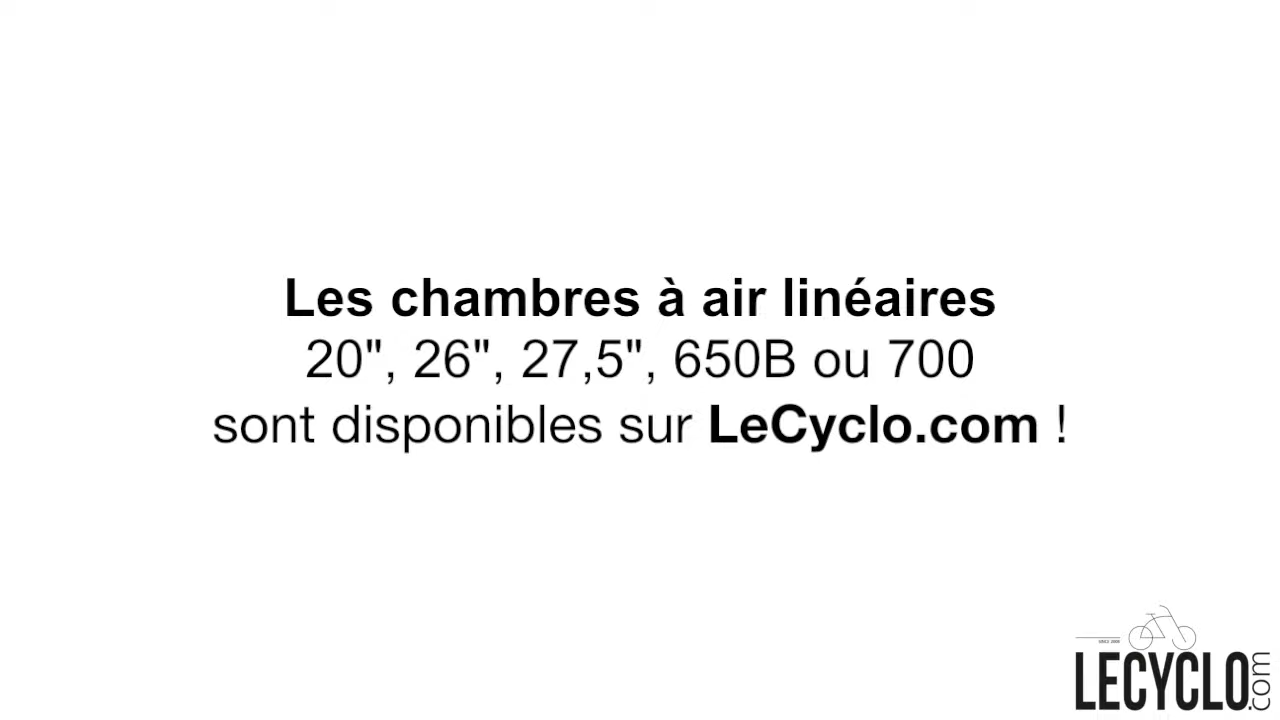 Les chambres à air linéaires
20", 26", 27,5", 650B ou 700
sont disponibles sur LeCyclo.com !
LECYCLO.com